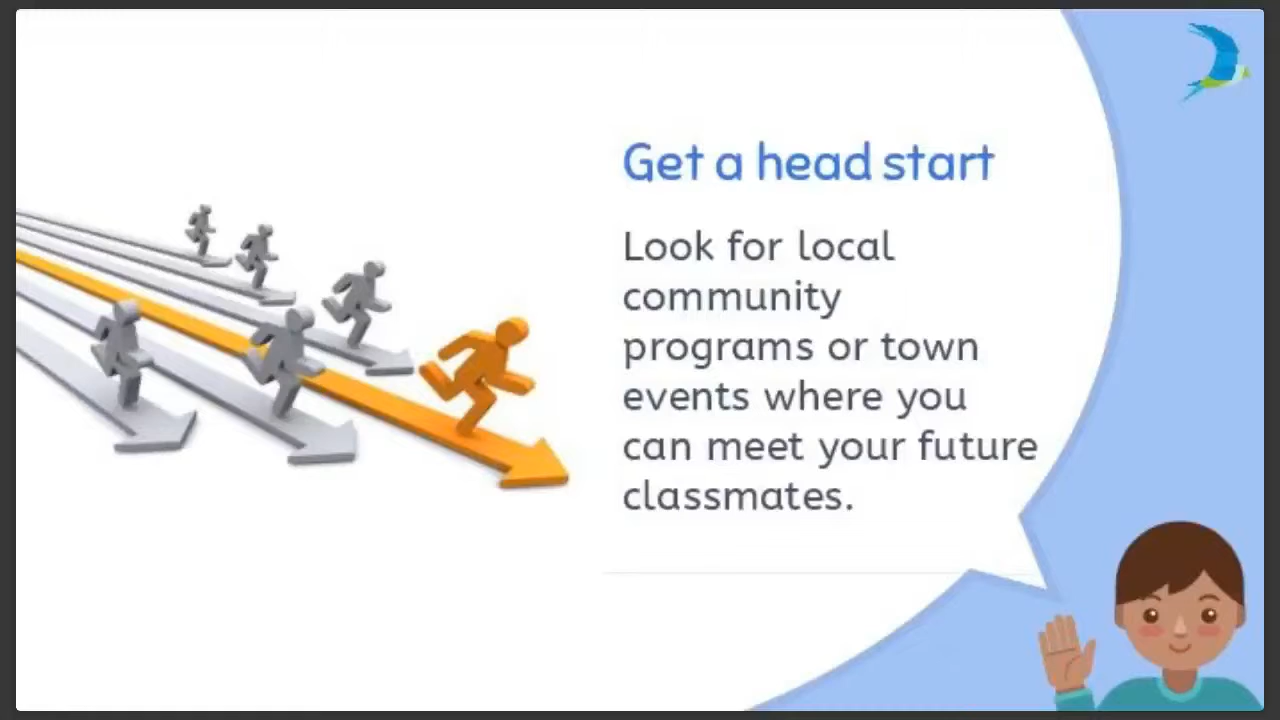 Get a head start
Look for local
community
programs or town
events where you
can meet your future
classmates.